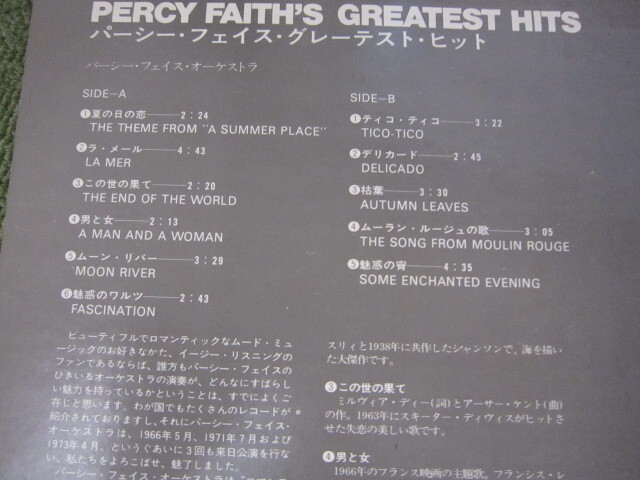 PERCY FAITH'S GREATEST HITS
パーシー・フェイス・グレーテスト・ヒット
パーシー・フェイス・オーケストラ
SIDE-A
❶夏の日の恋――2:24
THE THEME FROM "A SUMMER PLACE"
❷ラ・メール――4:43
LA MER
❸この世の果て――2:20
THE END OF THE WORLD
❹男と女――2:13
A MAN AND A WOMAN
❺ムーン・リバー――3:29
MOON RIVER
❻魅惑のワルツ――2:43
FASCINATION
SIDE-B
❶ティコ・ティコ――3:22
TICO-TICO
❷デリカード――2:45
DELICADO
❸枯葉――3:30
AUTUMN LEAVES
❹ムーラン・ルージュの歌――3:05
THE SONG FROM MOULIN ROUGE
❺魅惑の宵――4:35
SOME ENCHANTED EVENING
ビューティフルでロマンティックなムード・ミュ
ージックのお好きなかた、イージー・リスニングの
ファンであるならば、誰方もパーシー・フェイスの
ひきいるオーケストラの演奏が、どんなにすばらし
い魅力を持っているかということは、すでによくご
存じと思います。わが国でもたくさんのレコードが
紹介されておりますし、それにパーシー・フェイス・
オーケストラは、1966年5月、1971年7月および
1973年4月、というぐあいに3回も来日公演を行な
い、私たちをよろこばせ、魅了しました。
パーシー・フェイス・オーケストラは
スリィと1938年に共作したシャンソンで、海を描い
た大傑作です。
❸この世の果て
ミルヴィア・ディー(詞)とアーサー・ケント(曲)
の作。1963年にスキーター・ディヴィスがヒットさせ
た失恋の美しい歌です。
❹男と女
1966年のフランス映画の主題歌。フランシス・レ